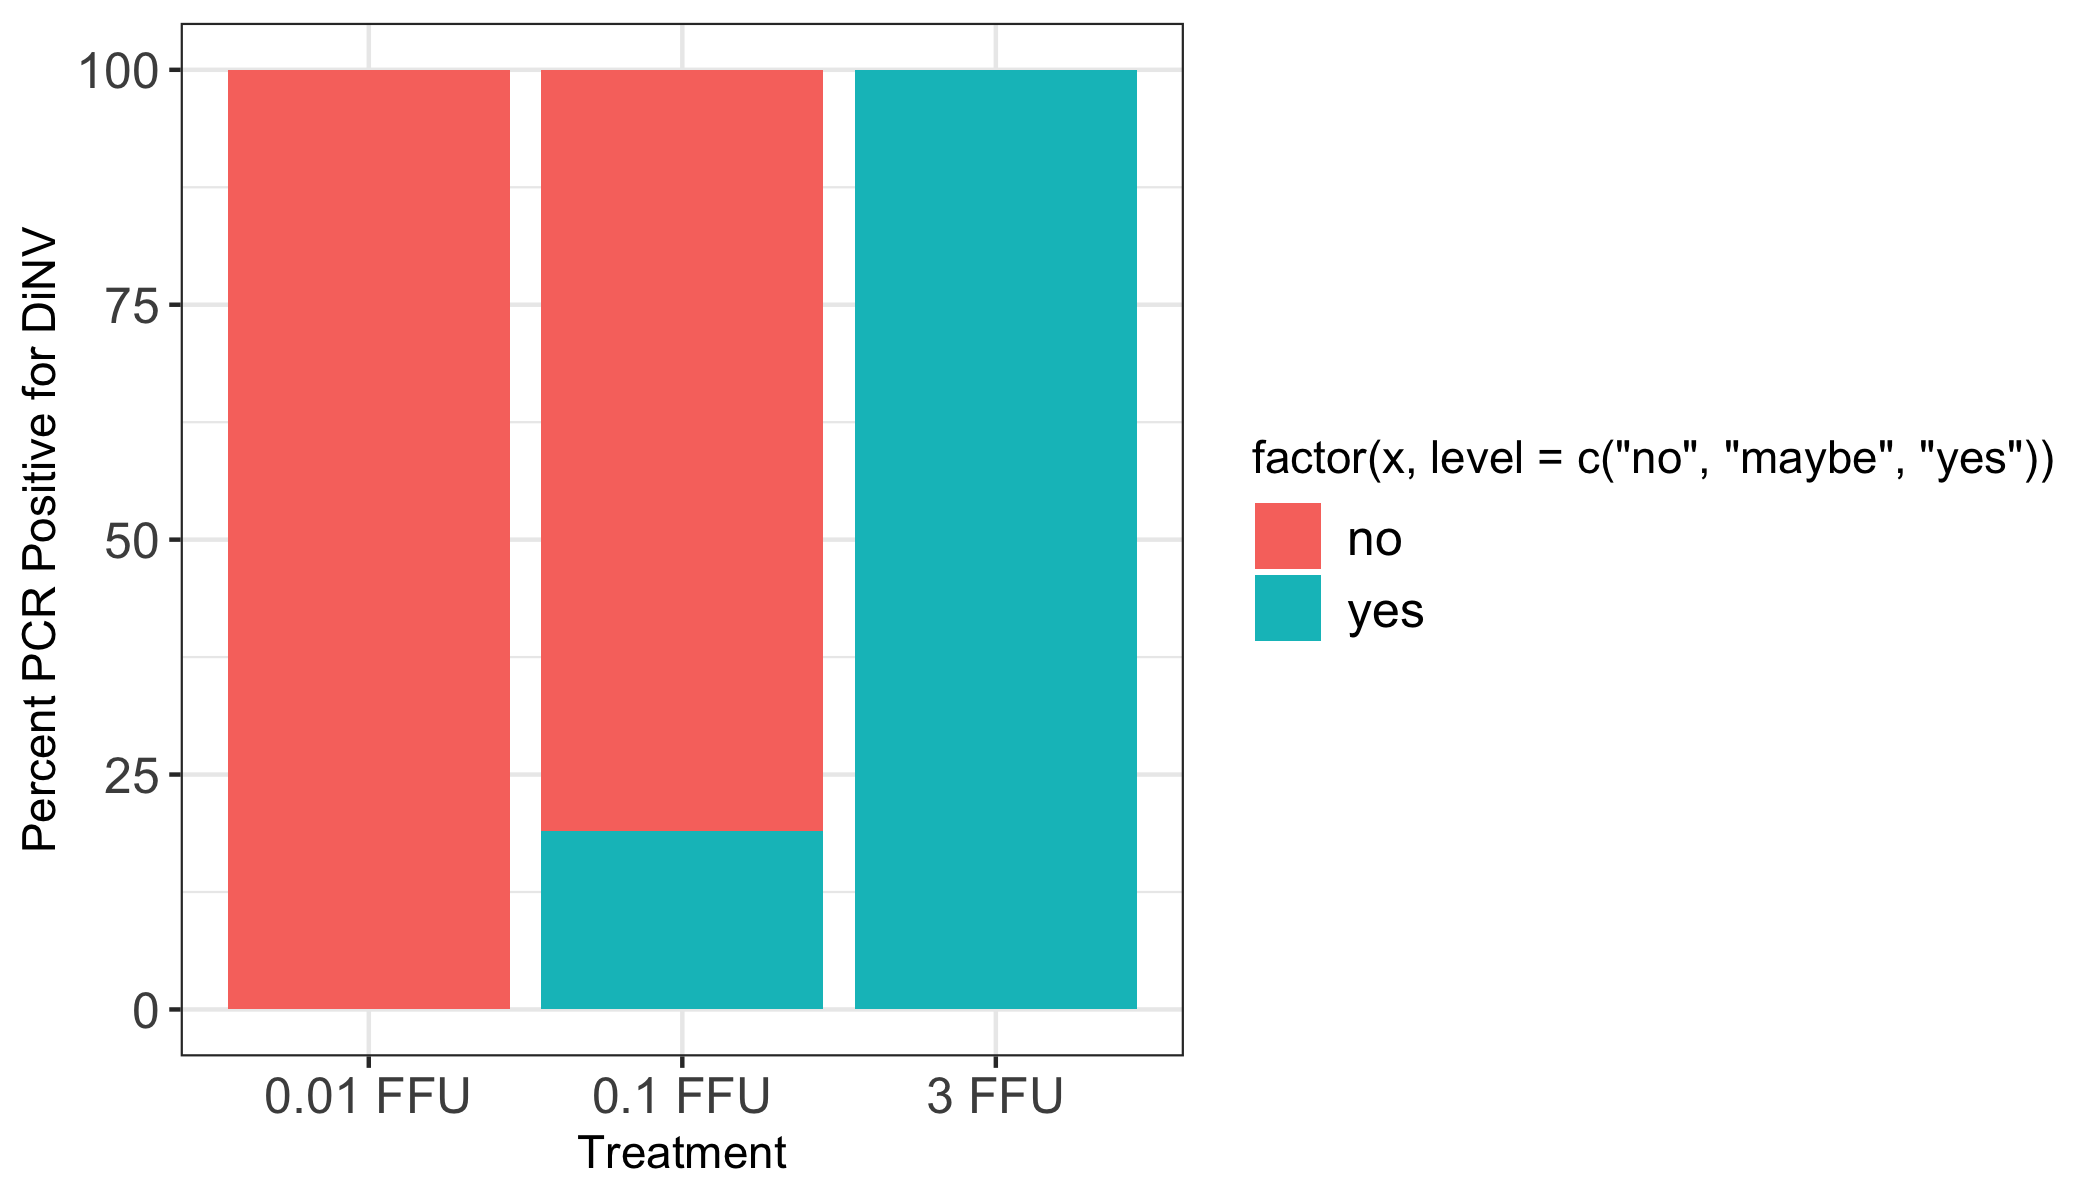 Percent PCR Positive for DiNV
100
75
50
25
0
0.01 FFU
0.1 FFU
3 FFU
Treatment
factor(x, level = c("no", "maybe", "yes"))
no
yes